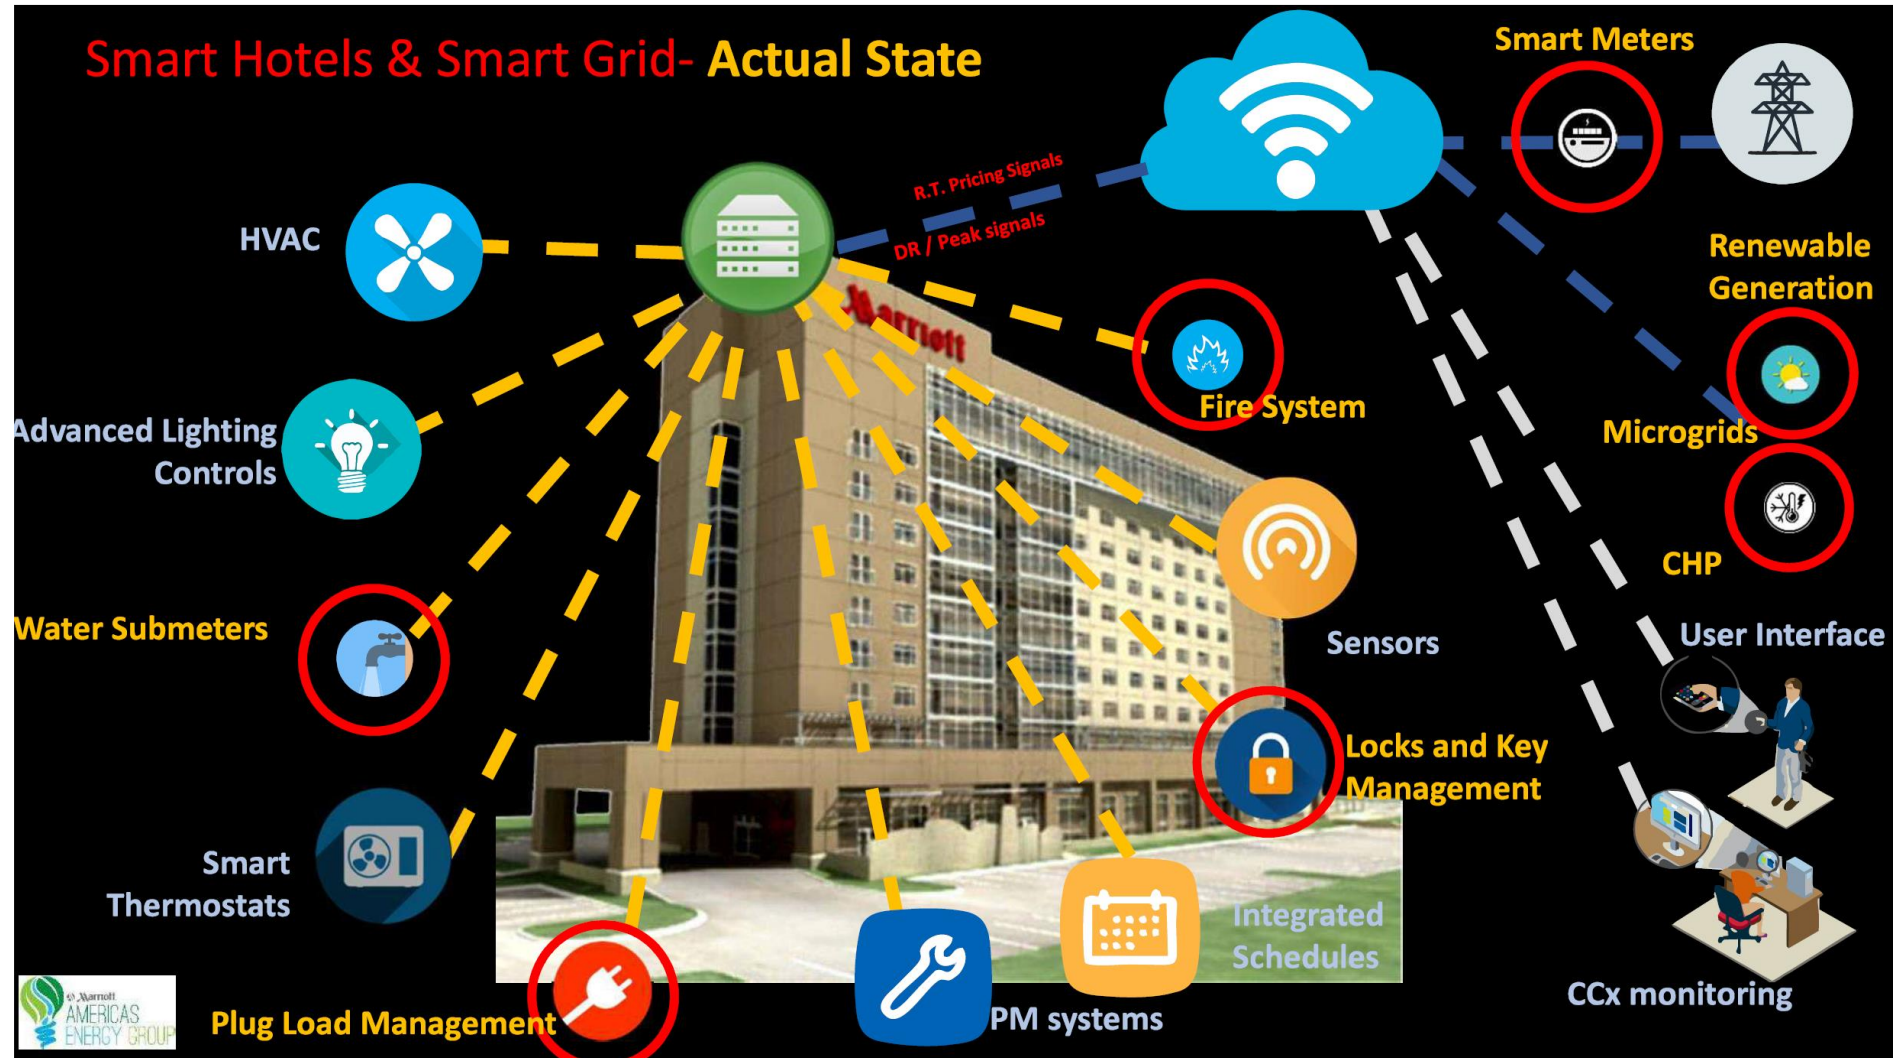 Smart Hotels & Smart Grid- Actual State
Smart Meters
R.T. Pricing Signals
DR / Peak signals
HVAC
Renewable
Generation
Marriott
Fire System
Microgrids
Advanced Lighting
Controls
CHP
Water Submeters
Sensors
User Interface
Locks and Key
Management
Smart
Thermostats
Integrated
Schedules
CCx monitoring
PM systems
Plug Load Management
Marriott
AMERICAS
ENERGY GROUP